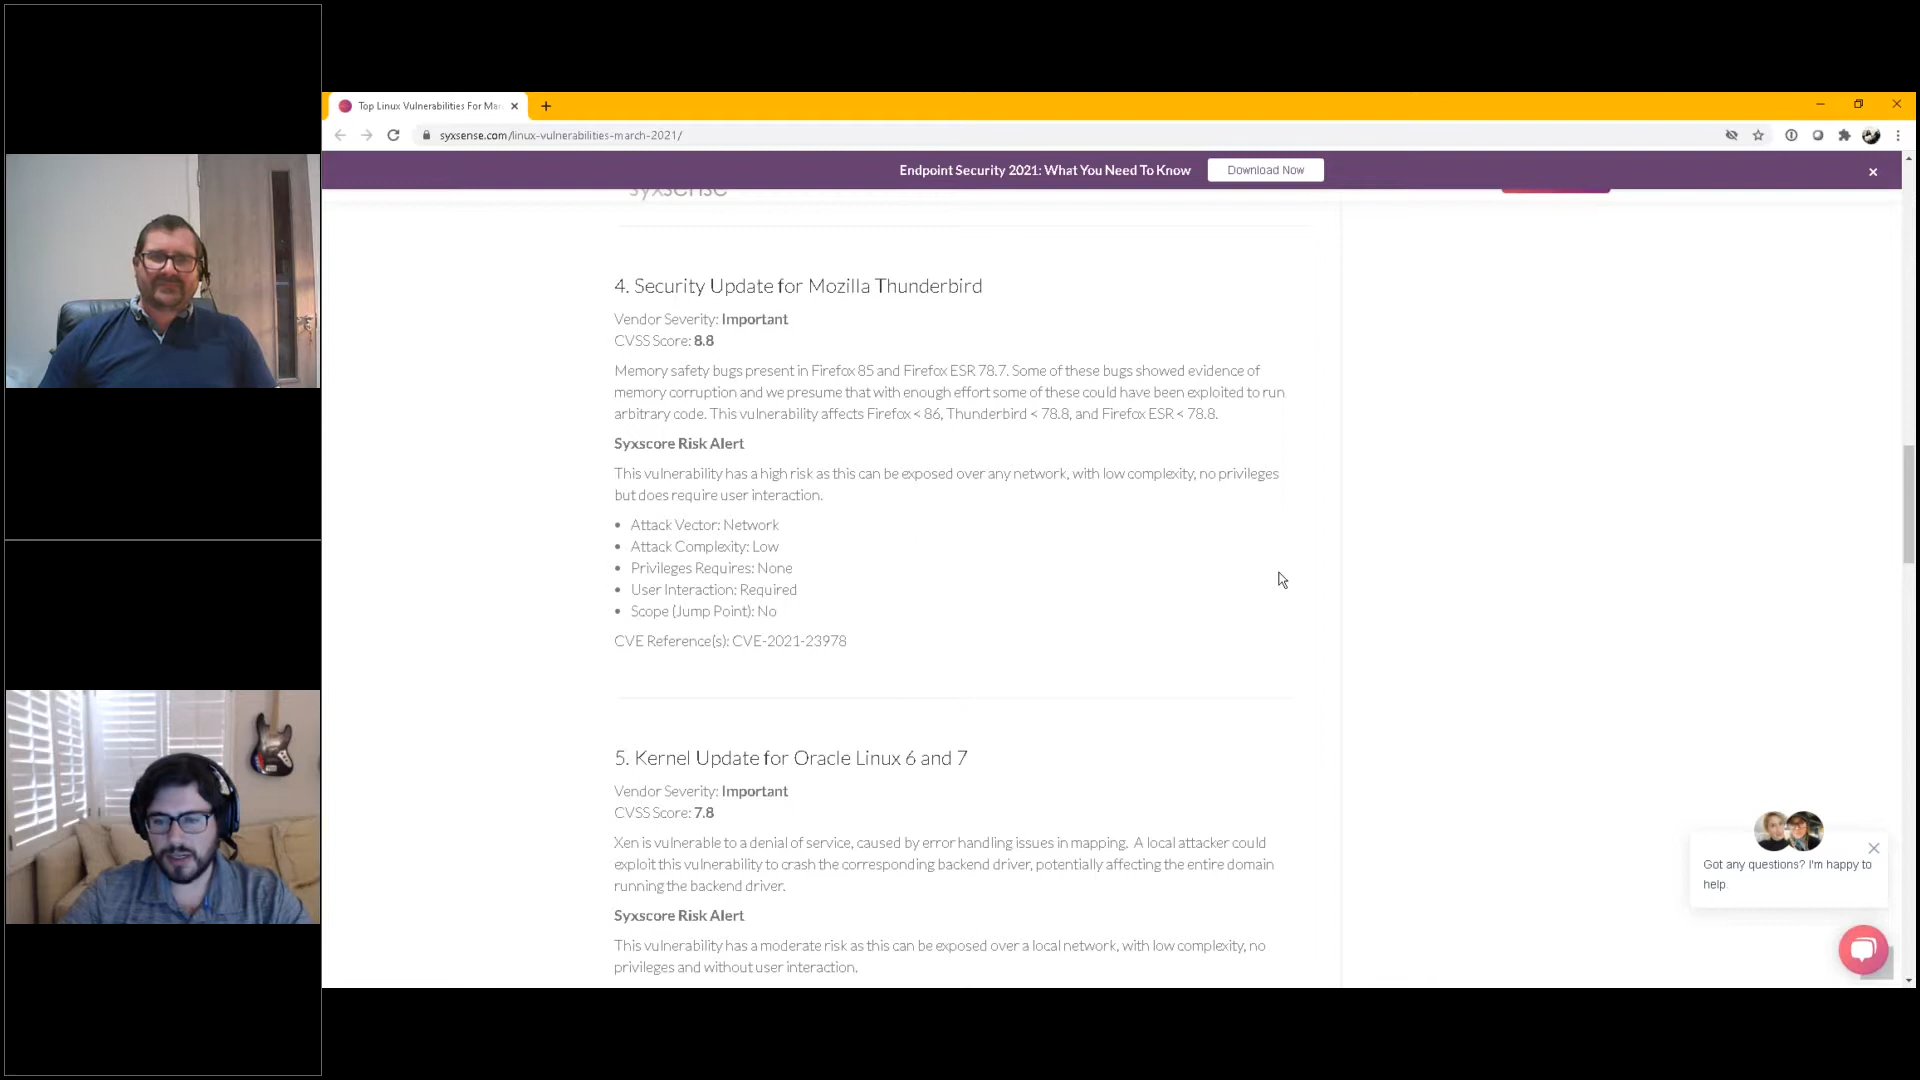 Top Linux Vulnerabilities For Mar
syxsense.com/linux-vulnerabilities-march-2021/
Endpoint Security 2021: What You Need To Know
Download Now
syxsense
4. Security Update for Mozilla Thunderbird
Vendor Severity: Important
CVSS Score: 8.8
Memory safety bugs present in Firefox 85 and Firefox ESR 78.7. Some of these bugs showed evidence of
memory corruption and we presume that with enough effort some of these could have been exploited to run
arbitrary code. This vulnerability affects Firefox < 86, Thunderbird < 78.8, and Firefox ESR < 78.8.
Syxscore Risk Alert
This vulnerability has a high risk as this can be exposed over any network, with low complexity, no privileges
but does require user interaction.
• Attack Vector: Network
• Attack Complexity: Low
• Privileges Requires: None
• User Interaction: Required
• Scope (Jump Point): No
CVE Reference(s): CVE-2021-23978
5. Kernel Update for Oracle Linux 6 and 7
Vendor Severity: Important
CVSS Score: 7.8
Xen is vulnerable to a denial of service, caused by error handling issues in mapping. A local attacker could
exploit this vulnerability to crash the corresponding backend driver, potentially affecting the entire domain
running the backend driver.
Syxscore Risk Alert
This vulnerability has a moderate risk as this can be exposed over a local network, with low complexity, no
privileges and without user interaction.
Got any questions? I'm happy to
help